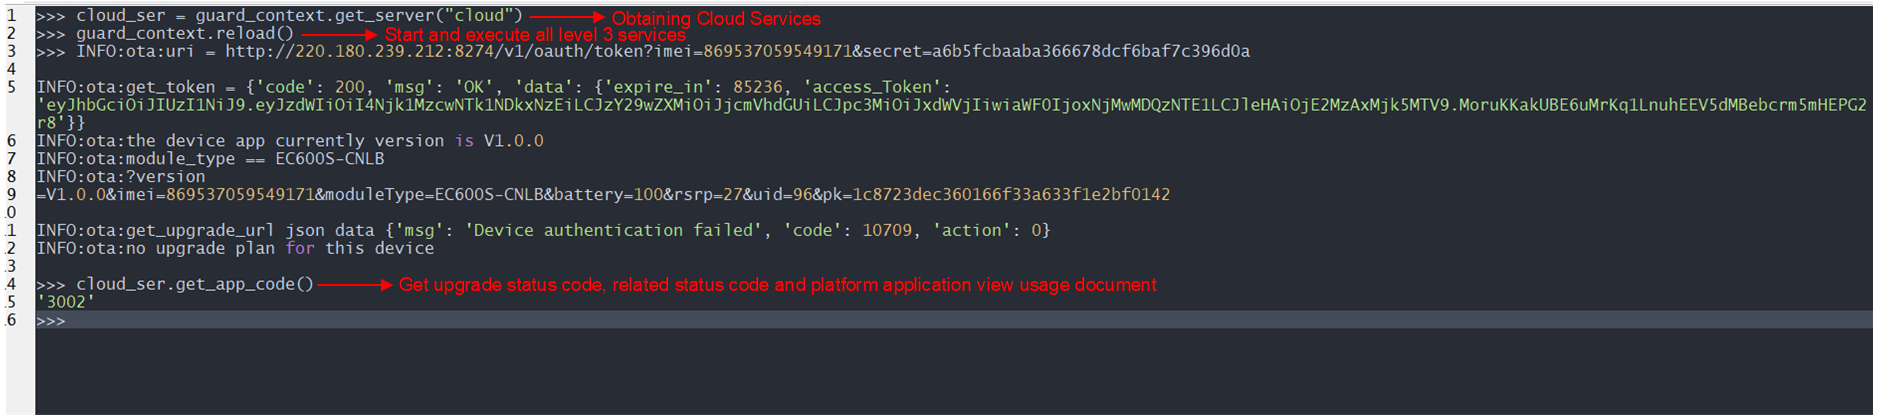 1 >>> cloud_ser = guard_context.get_server("cloud") Obtaining Cloud Services
2 >>> guard_context.reload() Start and execute all level 3 services
3 >>> INFO:ota:uri = http://220.180.239.212:8274/v1/oauth/token?imei=869537059549171&secret=a6b5fcbaaba366678dcf6baf7c396d0a
4
5 INFO:ota:get_token = {'code': 200, 'msg': 'OK', 'data': {'expire_in': 85236, 'access_Token':
'eyJhbGciOiJIUzI1NiJ9.eyJzdWIiOiI4Njk1MzcwNTk1NDkxNzEiLCJzY29wZXMiOiJjcmVhdGUiLCJpc3MiOiJxdWVjIiwiaWF0IjoxNjMwMDQzNTE1LCJleHAiOjE2MzAxMjk5MTV9.MoruKKakUBE6uMrKq1LnuhEEV5dMBebcrm5mHEPG2
r8'}}
6 INFO:ota:the device app currently version is V1.0.0
7 INFO:ota:module_type == EC600S-CNLB
8 INFO:ota:?version
9 =V1.0.0&imei=869537059549171&moduleType=EC600S-CNLB&battery=100&rsrp=27&uid=96&pk=1c8723dec360166f33a633f1e2bf0142
0
1 INFO:ota:get_upgrade_url json data {'msg': 'Device authentication failed', 'code': 10709, 'action': 0}
2 INFO:ota:no upgrade plan for this device
3
4 >>> cloud_ser.get_app_code() Get upgrade status code, related status code and platform application view usage document
5 '3002'
6 >>>